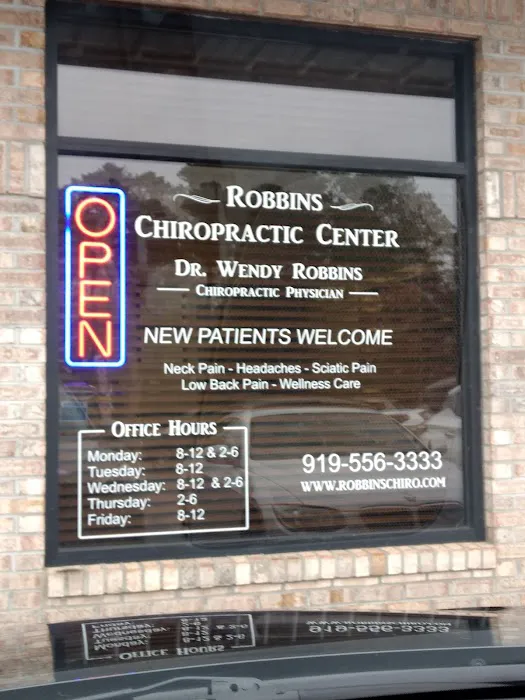 OPEN
ROBBINS
CHIROPRACTIC CENTER
DR. WENDY ROBBINS
CHIROPRACTIC PHYSICIAN
NEW PATIENTS WELCOME
Neck Pain - Headaches - Sciatic Pain
Low Back Pain - Wellness Care
OFFICE HOURS
Monday: 8-12 & 2-6
Tuesday: 8-12
Wednesday: 8-12 & 2-6
Thursday: 2-6
Friday: 8-12
919-556-3333
WWW.ROBBINSCHIRO.COM